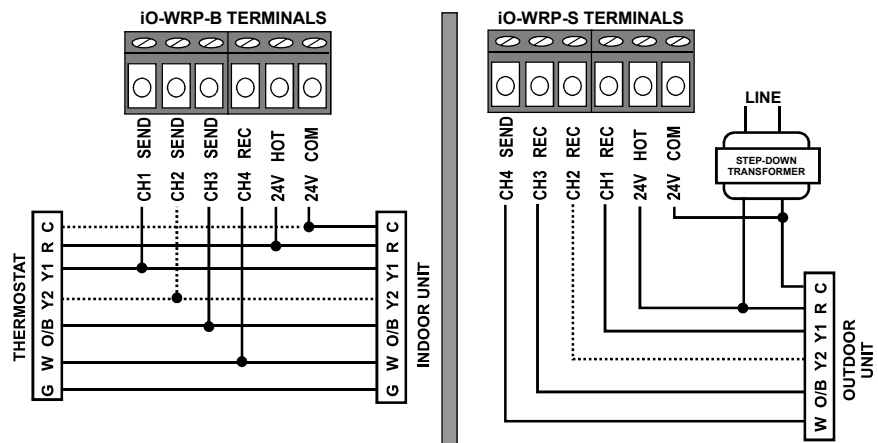 iO-WRP-B TERMINALS
CH1 SEND
CH2 SEND
CH3 SEND
CH4 REC
24V HOT
24V COM
THERMOSTAT
C
R
Y1
Y2
O/B
W
G
C
R
Y1
Y2
O/B
W
G
INDOOR UNIT
iO-WRP-S TERMINALS
CH4 SEND
CH3 REC
CH2 REC
CH1 REC
24V HOT
24V COM
LINE
STEP-DOWN
TRANSFORMER
C
R
Y1
Y2
O/B
W
OUTDOOR
UNIT